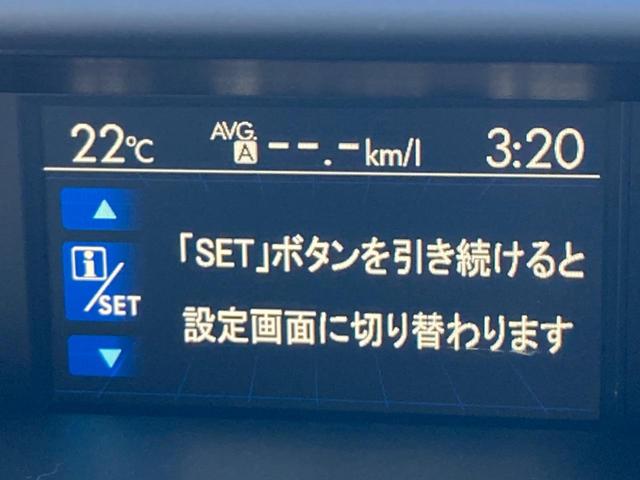 22℃ AVG. A --.-km/l 3:20
「SET」ボタンを引き続けると
i/SET
設定画面に切り替わります